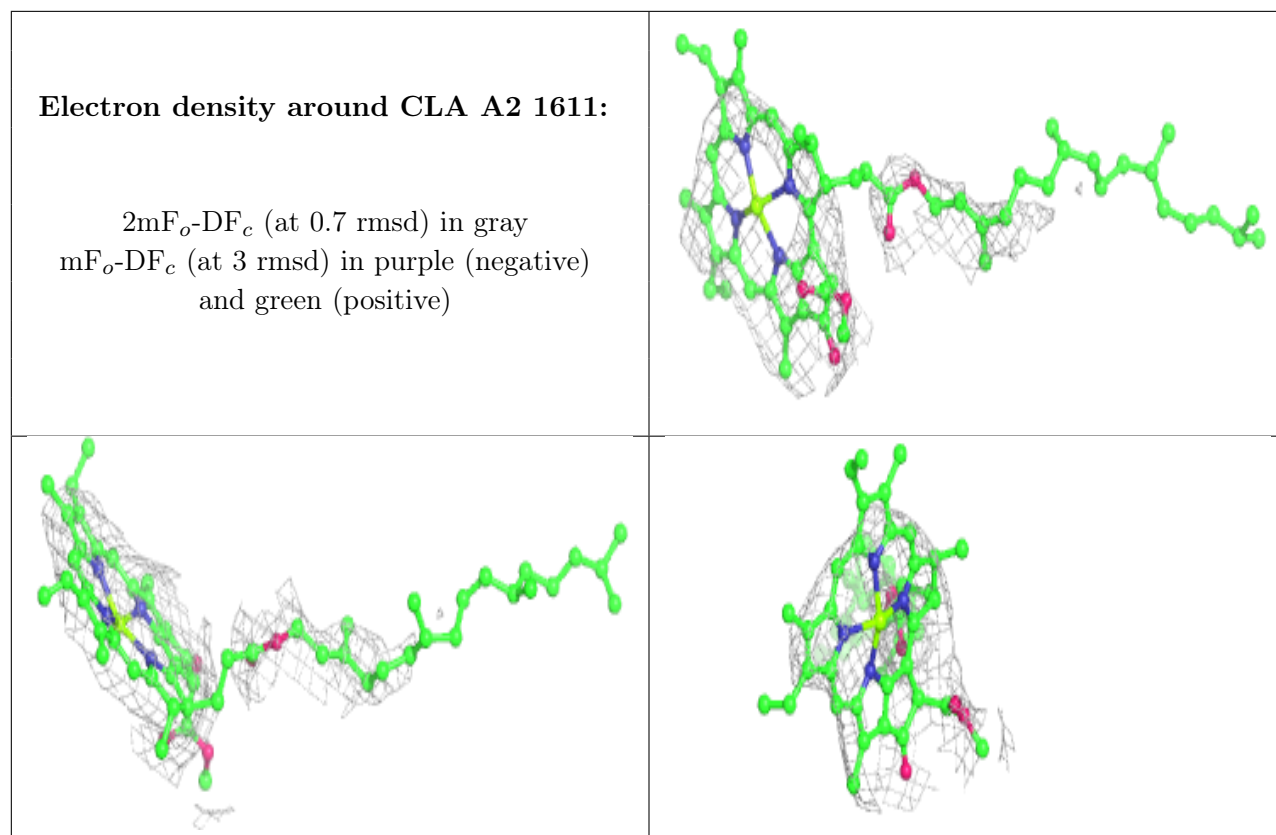 Electron density around CLA A2 1611:
2mFo-DFc (at 0.7 rmsd) in gray
mFo-DFc (at 3 rmsd) in purple (negative)
and green (positive)